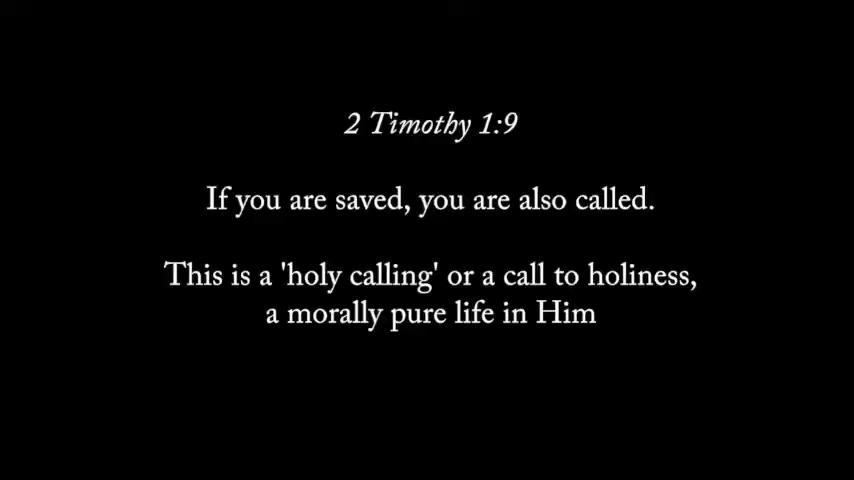 2 Timothy 1:9
If you are saved, you are also called.
This is a 'holy calling' or a call to holiness,
a morally pure life in Him